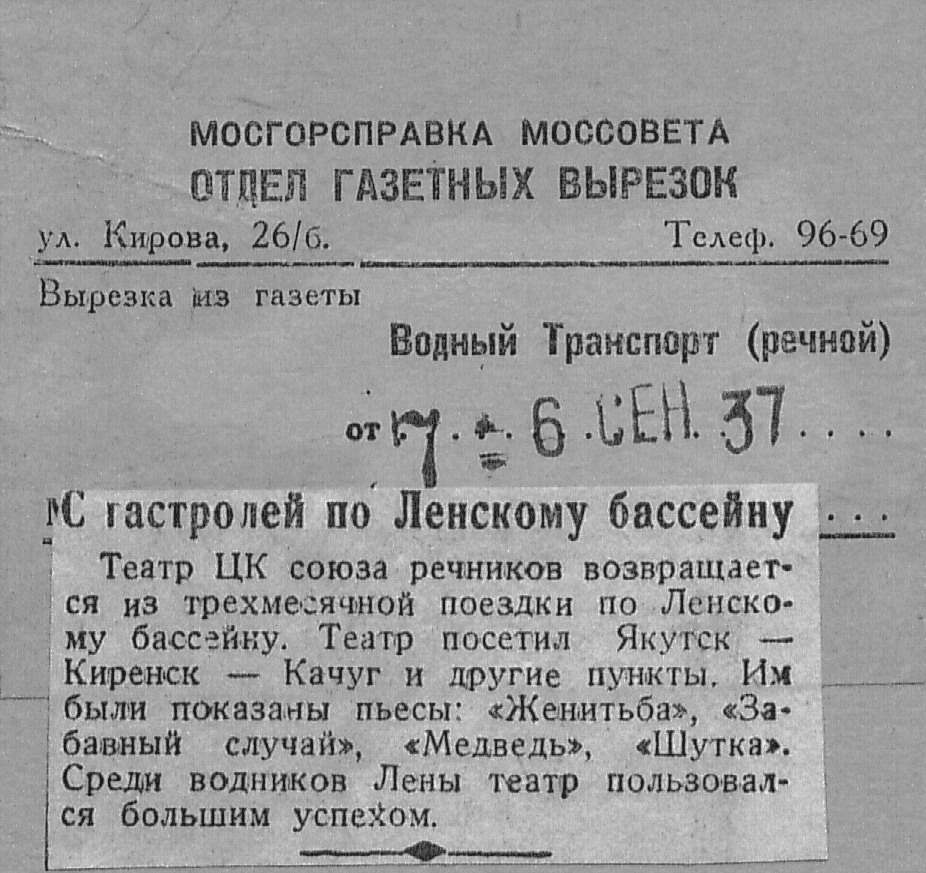 МОСГОРСПРАВКА МОССОВЕТА
ОТДЕЛ ГАЗЕТНЫХ ВЫРЕЗОК
ул. Кирова, 26/б. Телеф. 96-69
Вырезка из газеты
Водный Транспорт (речной)
от 7 - 6 СЕН. 37 . . . .
С гастролей по Ленскому бассейну . . .
Театр ЦК союза речников возвращает-
ся из трехмесячной поездки по Ленско-
му бассейну. Театр посетил Якутск —
Киренск — Качуг и другие пункты. Им
были показаны пьесы: «Женитьба», «За-
бавный случай», «Медведь», «Шутка».
Среди водников Лены театр пользовал-
ся большим успехом.